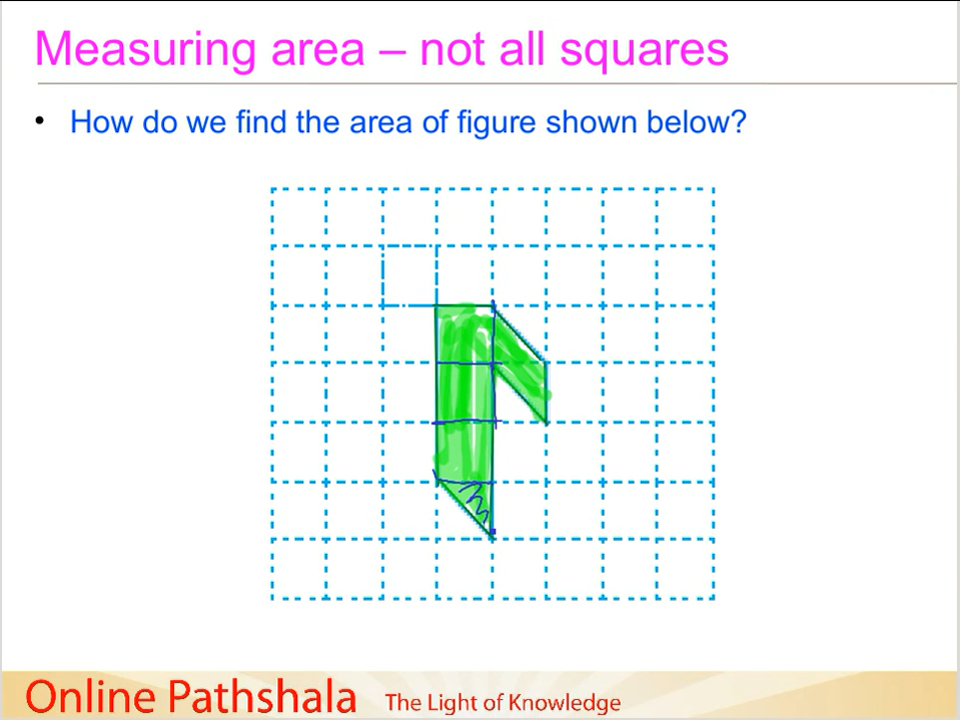 Measuring area – not all squares
• How do we find the area of figure shown below?
Online Pathshala The Light of Knowledge